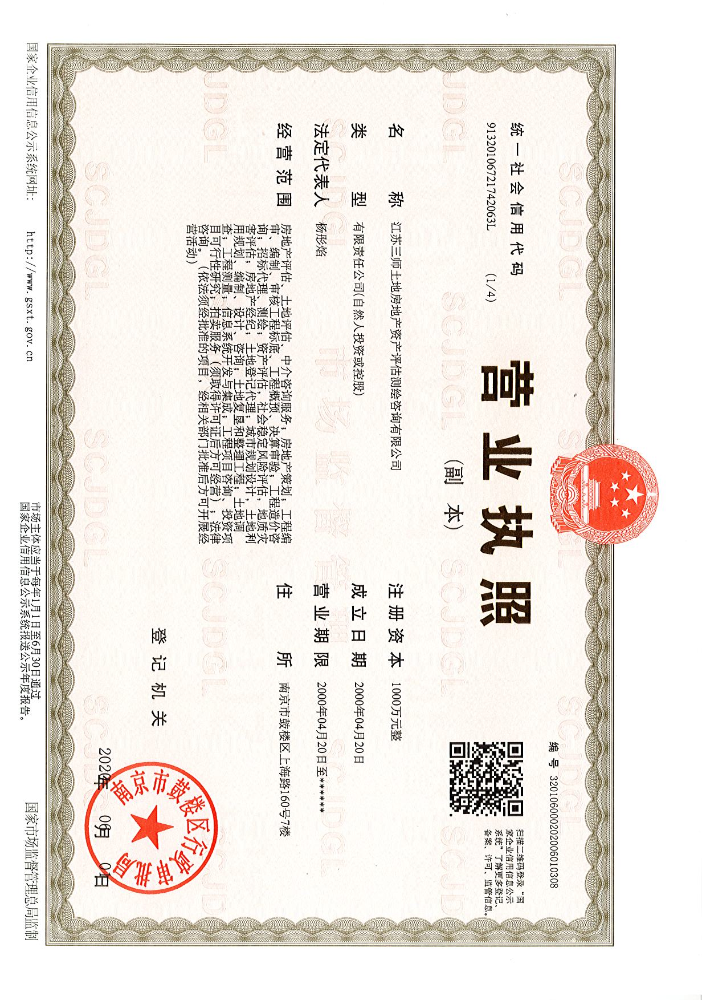 编号 320106000202006010308
统一社会信用代码
91320106721742063L (1/4)
营业执照
（副 本）
扫描二维码登录“国
家企业信用信息公示
系统”了解更多登记、
备案、许可、监管信息。
名称 江苏三师土地房地产资产评估测绘咨询有限公司
类型 有限责任公司(自然人投资或控股)
法定代表人 杨彤焰
经营范围 房地产评估、土地评估、中介咨询服务；房地产策划；工程编
审、编制、审核工程标底、工程概预、决算审验；工程造价咨
询；招标代理、测绘；资产评估，社会稳定风险评估，地质灾
害评估；房地产经纪；土地登记代理；城市规划设计，土地利
用规划、编制、设计、咨询；土地复垦和整理工程；土地调
查；工程测量；信息系统开发与集成；工程项目咨询、投资项
目可行性研究；拍卖服务（须取得许可证后方可经营）；法律
咨询。（依法须经批准的项目，经相关部门批准后方可开展经
营活动）
注册资本 1000万元整
成立日期 2000年04月20日
营业期限 2000年04月20日至*******
住所 南京市鼓楼区上海路160号7楼
登记机关
南京市鼓楼区行政审批局
2020年 06月 01日
国家企业信用信息公示系统网址： http://www.gsxt.gov.cn
市场主体应当于每年1月1日至6月30日通过
国家企业信用信息公示系统报送公示年度报告。
国家市场监督管理总局监制
SCJDGL
市场监督管理